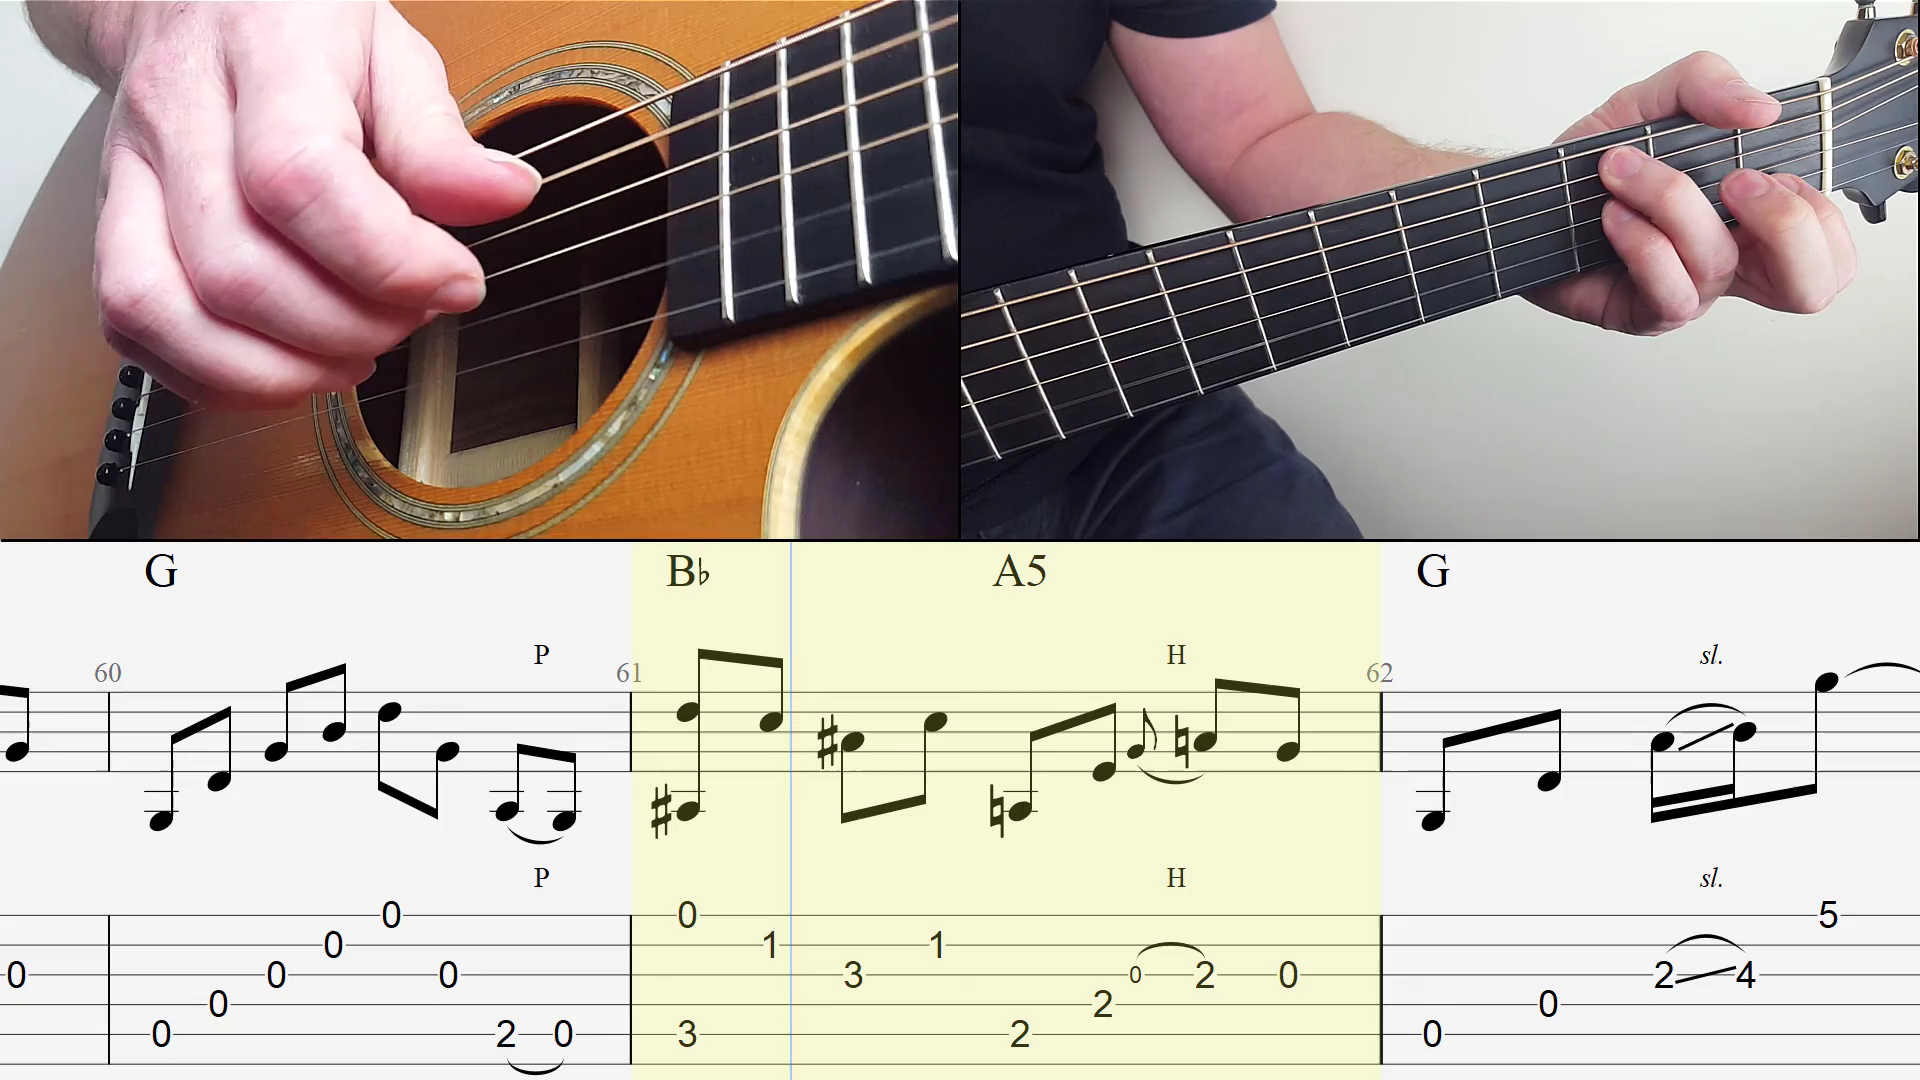 G B♭ A5 G
P H sl.
60 61 62
P H sl.
0 0 5
0 1 1
0 0 0 3 0 2 0 2 4
0 2 0
0 2 0 3 2 0